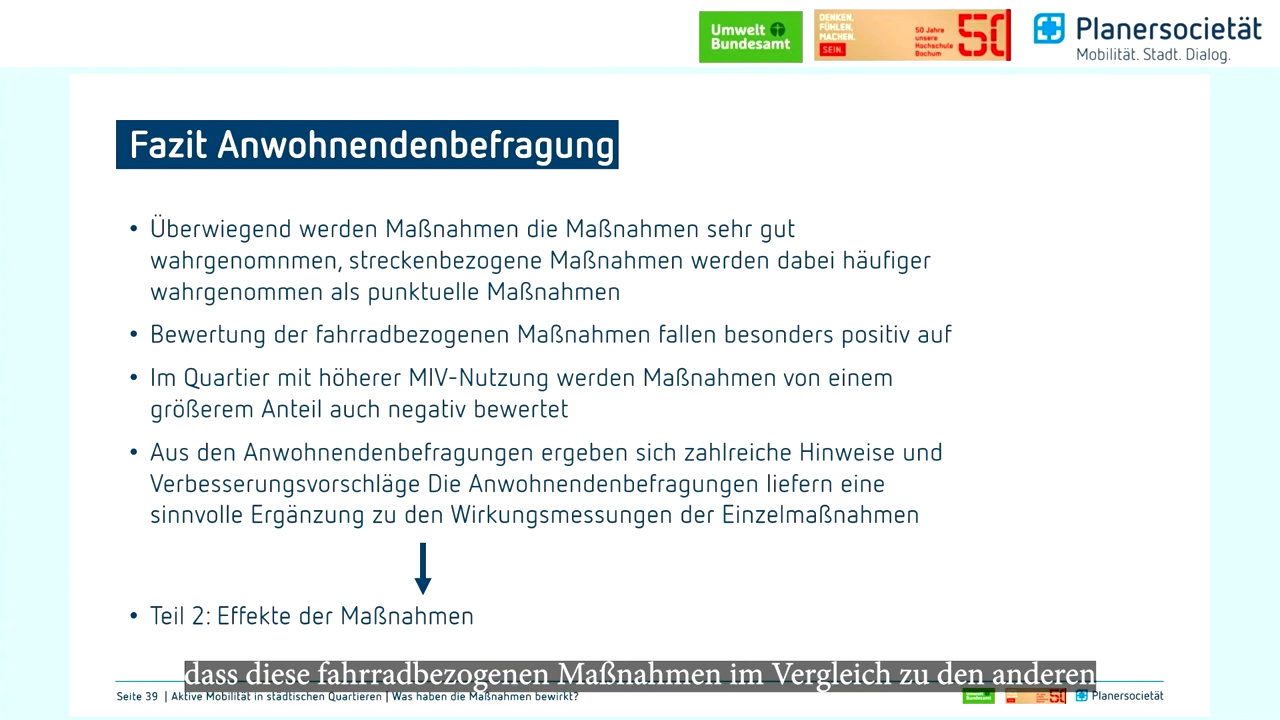 Umwelt
Bundesamt
DENKEN,
FÜHLEN,
MACHEN.
SEIN.
50 Jahre
unsere
Hochschule
Bochum
50
Planersocietät
Mobilität. Stadt. Dialog.
Fazit Anwohnendenbefragung
• Überwiegend werden Maßnahmen die Maßnahmen sehr gut
wahrgenomnmen, streckenbezogene Maßnahmen werden dabei häufiger
wahrgenommen als punktuelle Maßnahmen
• Bewertung der fahrradbezogenen Maßnahmen fallen besonders positiv auf
• Im Quartier mit höherer MIV-Nutzung werden Maßnahmen von einem
größerem Anteil auch negativ bewertet
• Aus den Anwohnendenbefragungen ergeben sich zahlreiche Hinweise und
Verbesserungsvorschläge Die Anwohnendenbefragungen liefern eine
sinnvolle Ergänzung zu den Wirkungsmessungen der Einzelmaßnahmen
• Teil 2: Effekte der Maßnahmen
dass diese fahrradbezogenen Maßnahmen im Vergleich zu den anderen
Seite 39 | Aktive Mobilität in städtischen Quartieren | Was haben die Maßnahmen bewirkt?
Planersocietät